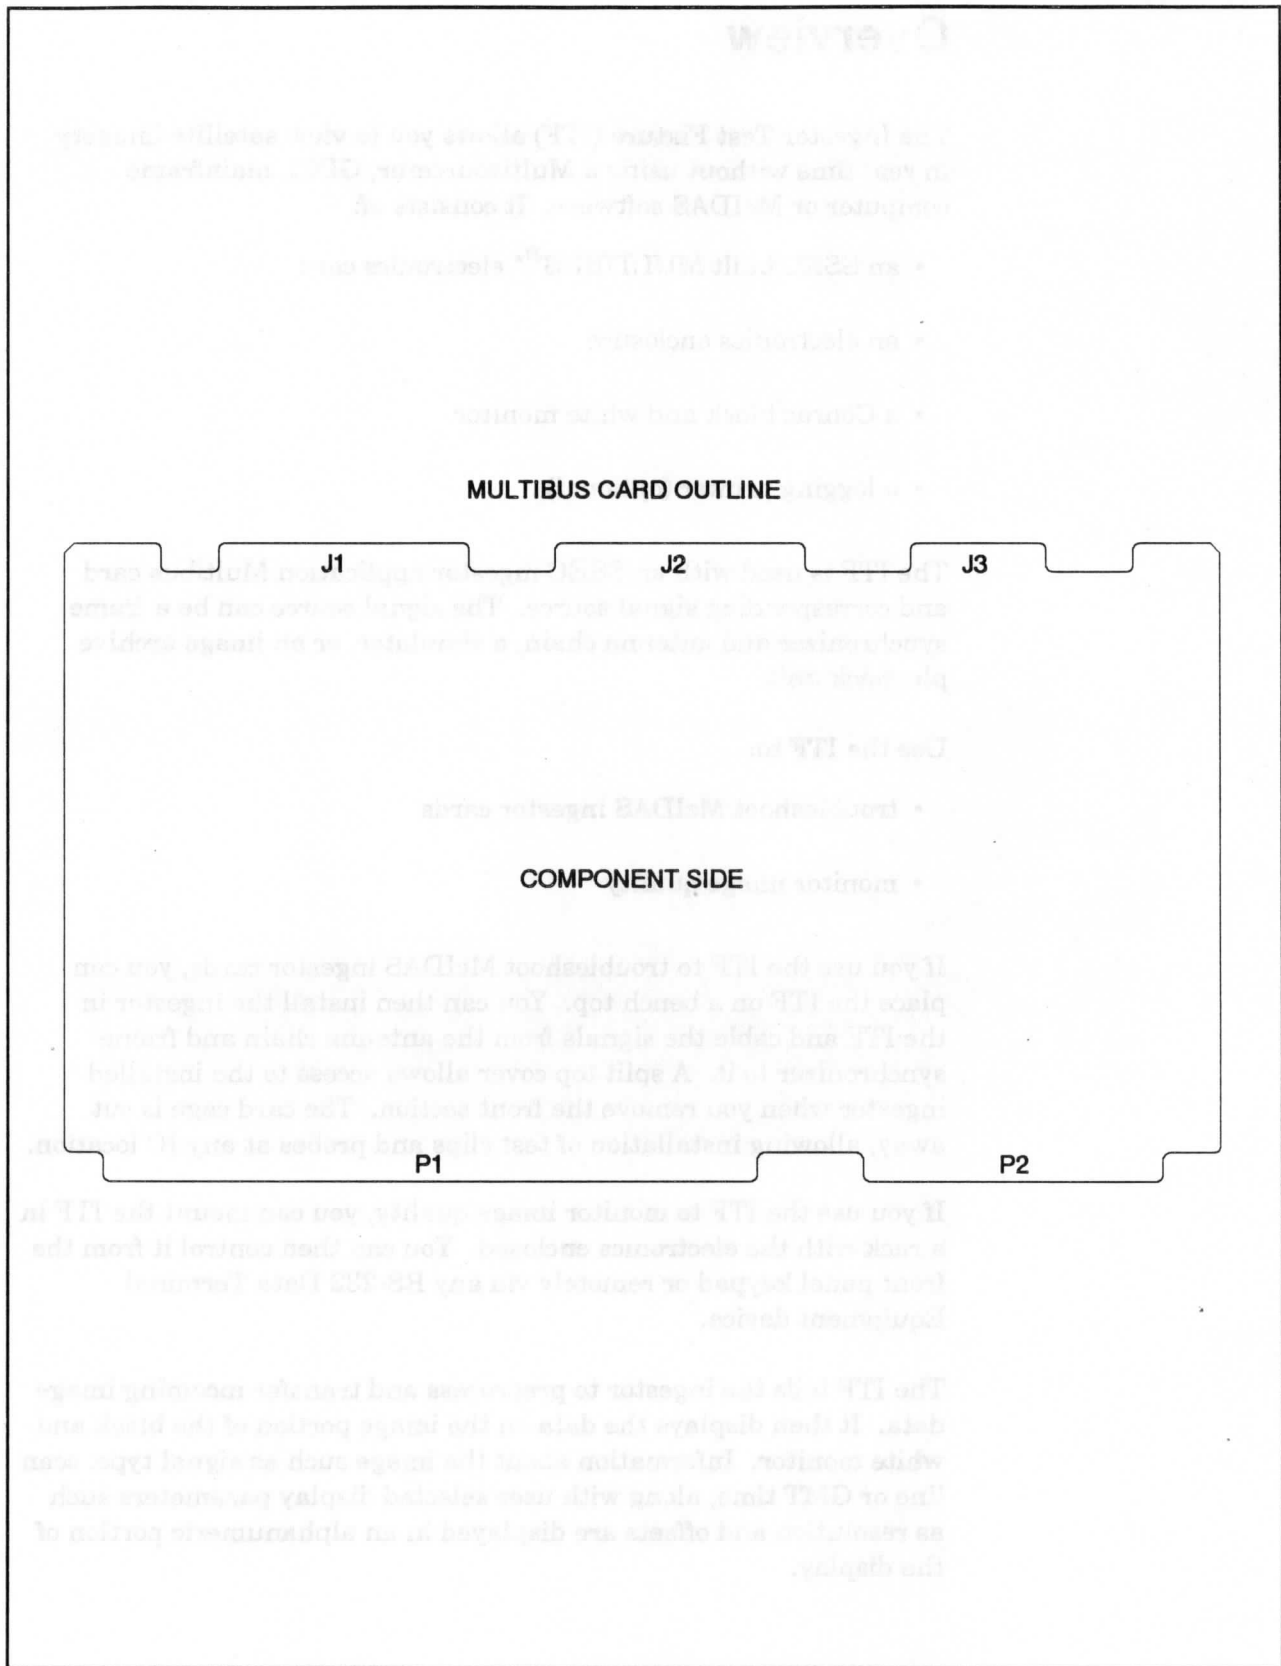 MULTIBUS CARD OUTLINE
J1 J2 J3
COMPONENT SIDE
P1 P2
Overview
The Ingestor Test Fixture (ITF) allows you to view satellite imagery
in real time without using a Multisourcerer, mainframe
computer or McIDAS software. It consists of:
• an SSEC-built MULTIBUS electronics card
• an electronics enclosure
• a Conrac black and white monitor
• a logging
The ITF is used with an SSEC ingestor application Multibus card
and corresponding signal source. The signal source can be a frame
synchronizer and antenna chain, a simulator, or an image archive
playback unit.
Use the ITF to:
• troubleshoot McIDAS ingestor cards
• monitor image quality
If you use the ITF to troubleshoot McIDAS ingestor cards, you can
place the ITF on a bench top. You can then install the ingestor in
the ITF and cable the signals from the antenna chain and frame
synchronizer to it. A split top cover allows access to the installed
ingestor when you remove the front section. The card cage is cut
away, allowing installation of test clips and probes at any IC location.
If you use the ITF to monitor image quality, you can mount the ITF in
a rack with the electronics enclosed. You can then control it from the
front panel keypad or remotely via any RS-232 Data Terminal
Equipment device.
The ITF the ingestor to process and transfer incoming image
data. It then displays the data in the image portion of the black and
white monitor. Information about the image such as signal type, scan
line or GMT time, along with user selected display parameters such
as resolution and offsets are displayed in an alphanumeric portion of
the display.